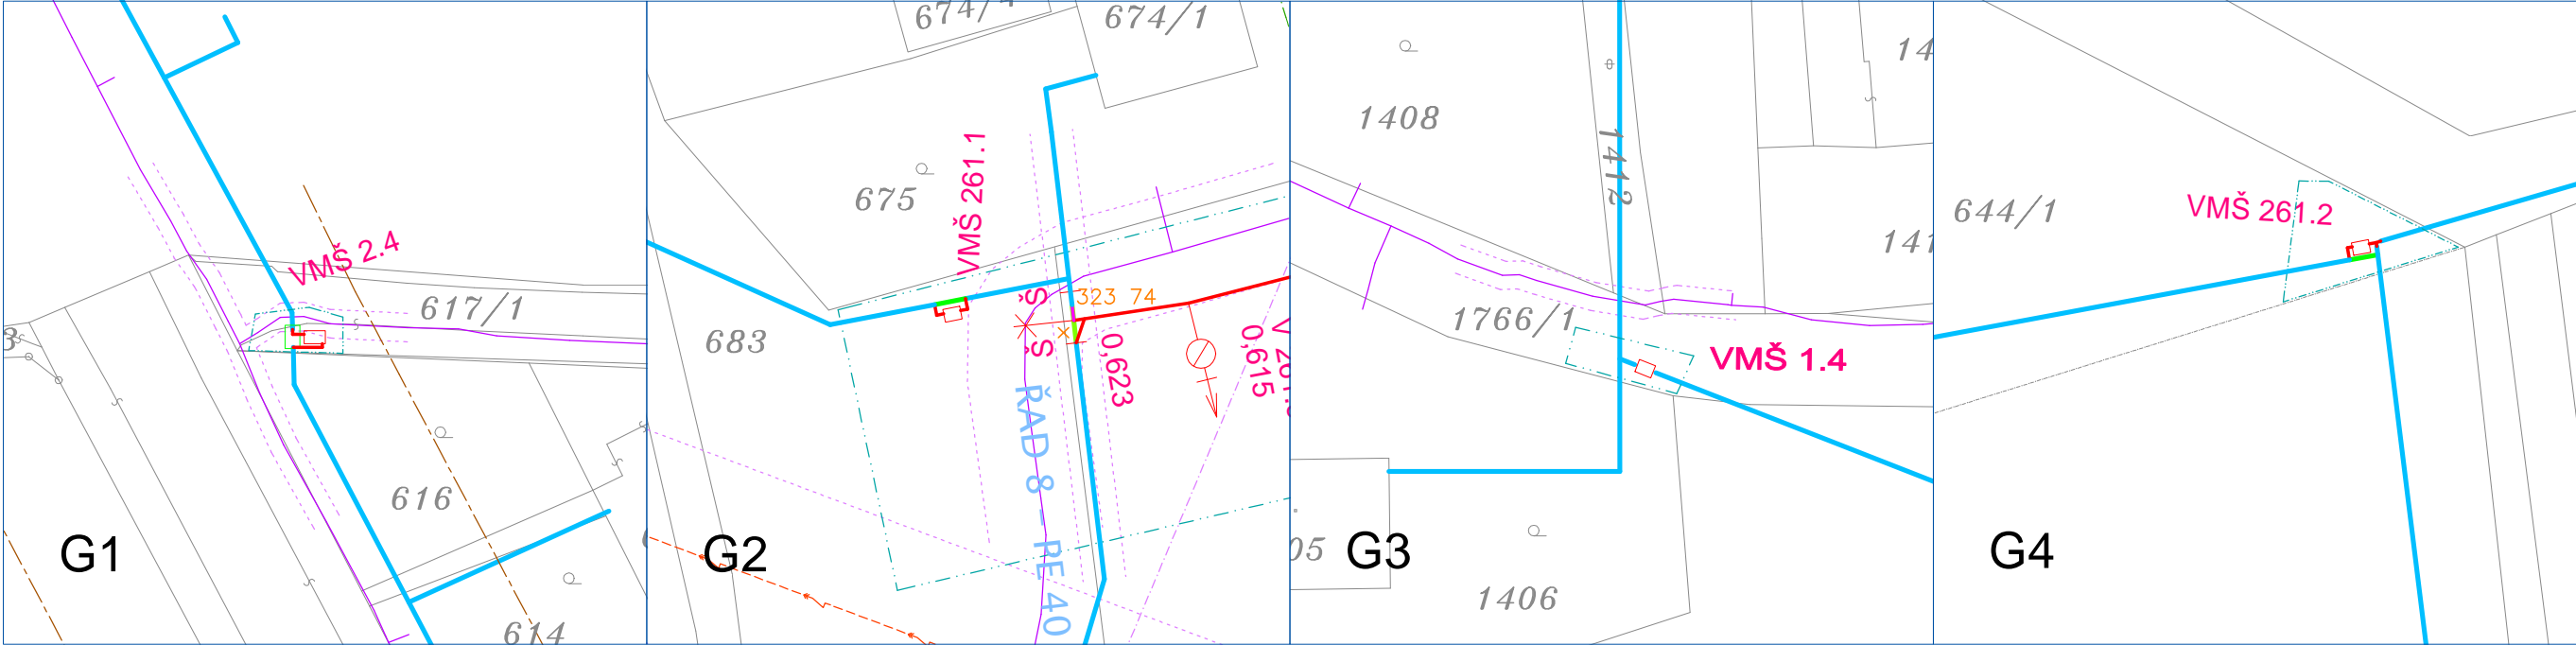 VMŠ 2.4
617/1
616
614
G1
674/1
675
VMŠ 261.1
683
Š
Š
323 74
0,623
0,615
ŘAD 8 - PE 40
G2
1408
1412
1766/1
VMŠ 1.4
1406
G3
644/1
VMŠ 261.2
G4